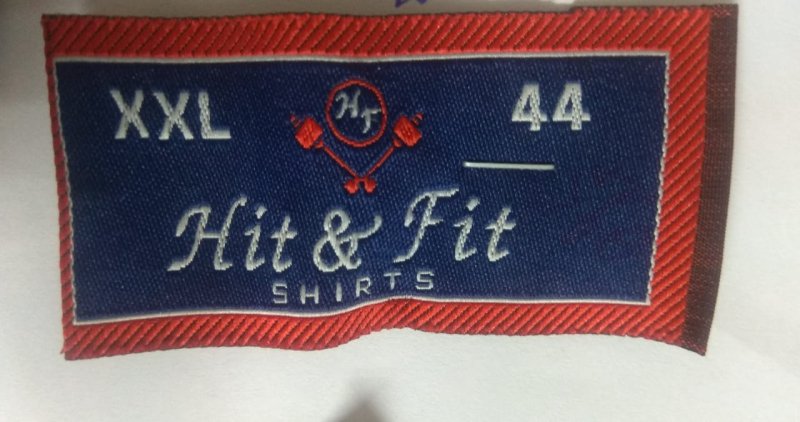 XXL 44
HF
Hit & Fit
SHIRTS